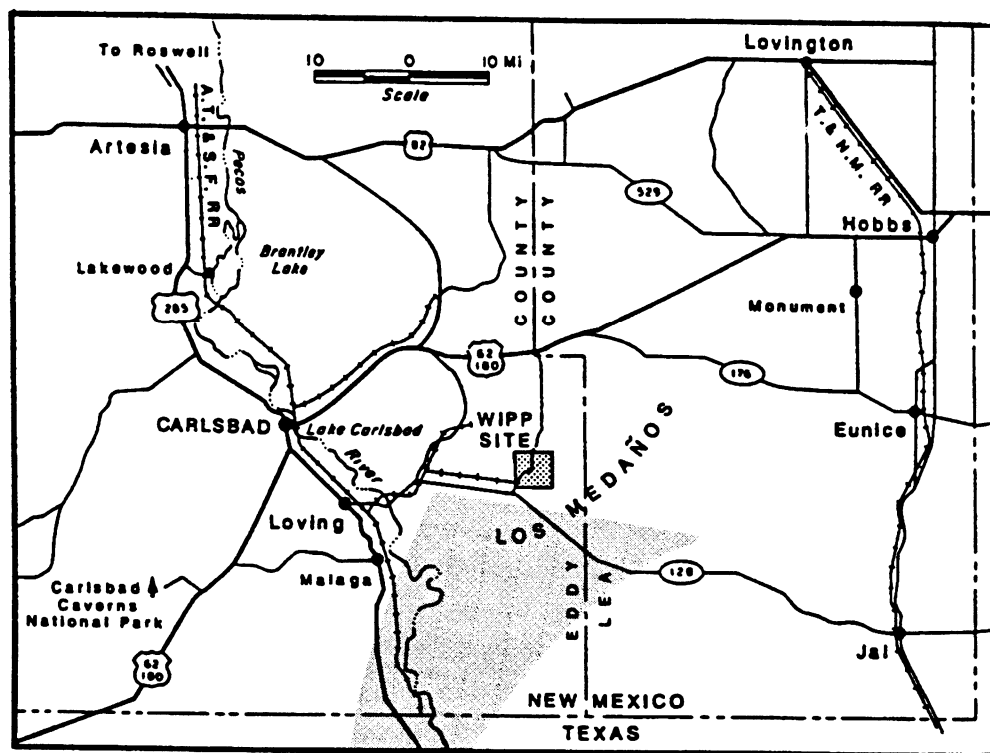 To Roswell
10 0 10 Mi
Scale
Lovington
A.T. & S.F. RR
Pecos
Artesia
82
T. & N.M. RR
529
Hobbs
Brantley
Lake
Lakewood
COUNTY
COUNTY
285
Monument
62
180
176
CARLSBAD
Lake Carlsbad
WIPP
SITE
River
Eunice
LOS MEDAÑOS
Loving
Malaga
EDDY
LEA
128
Carlsbad
Caverns
National Park
Jal
62
180
NEW MEXICO
TEXAS